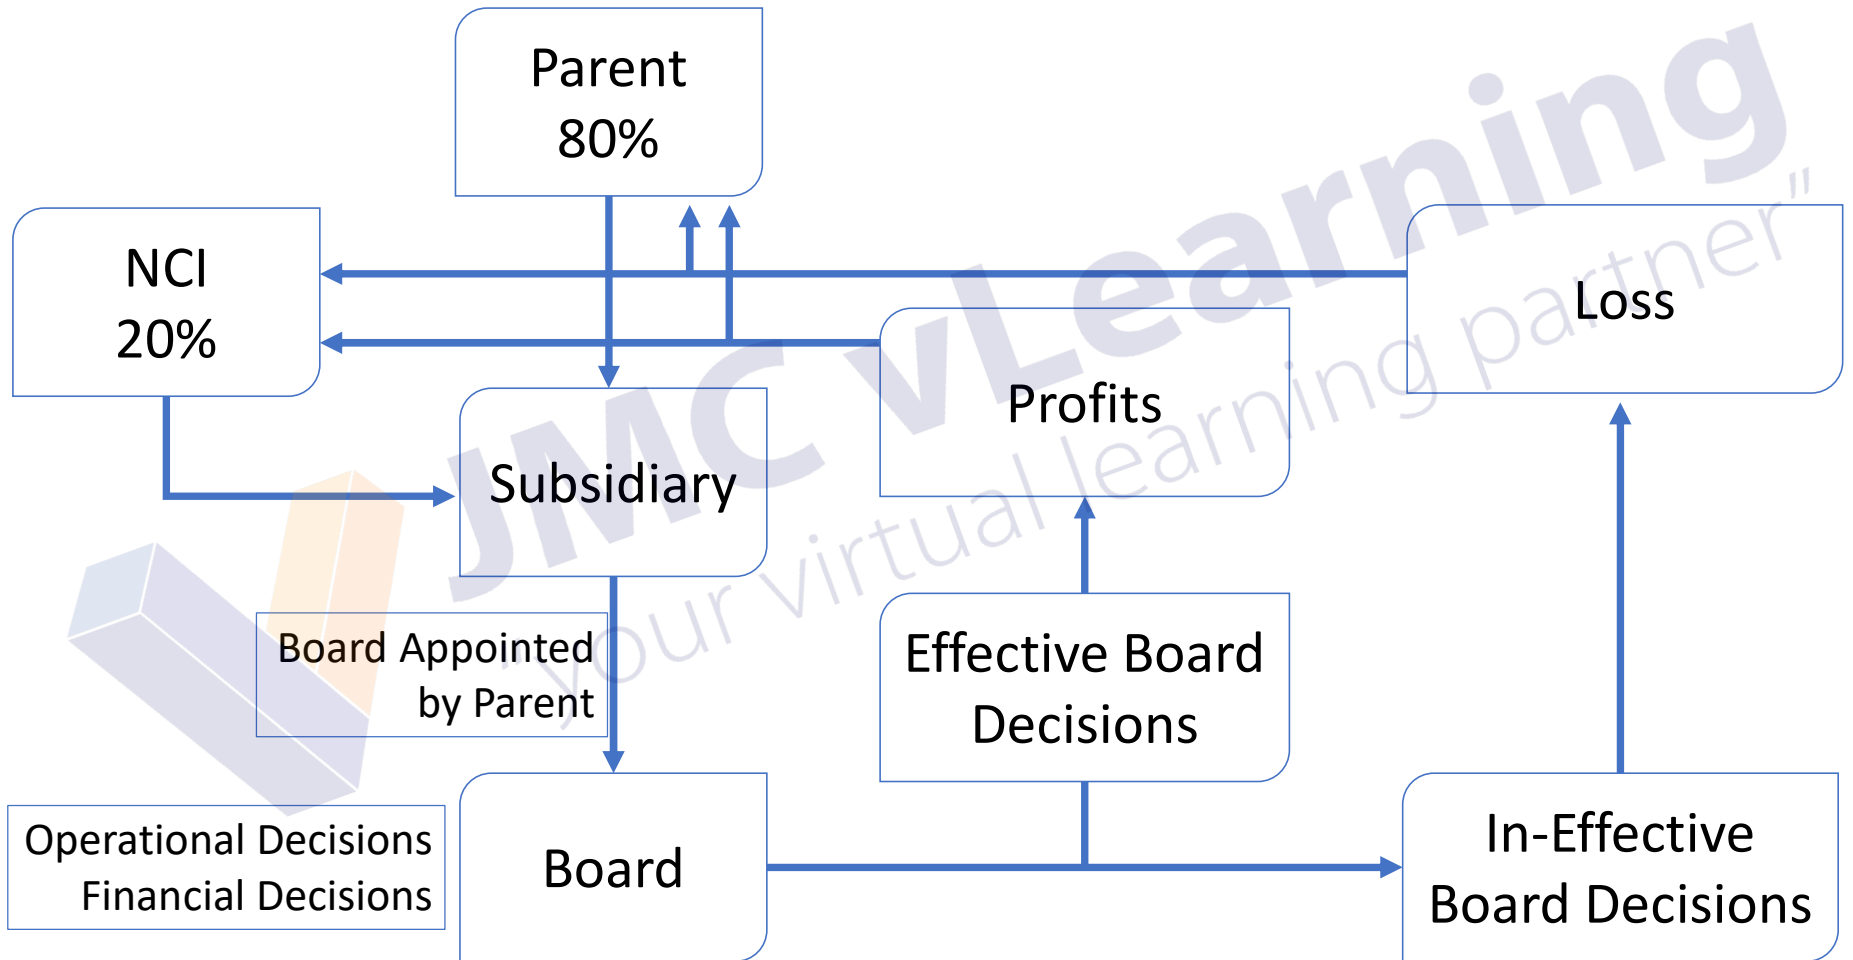 Parent
80%
NCI
20%
Loss
Profits
Subsidiary
Board Appointed
by Parent
Effective Board
Decisions
Operational Decisions
Financial Decisions
Board
In-Effective
Board Decisions
JMC vLearning
"your virtual learning partner"